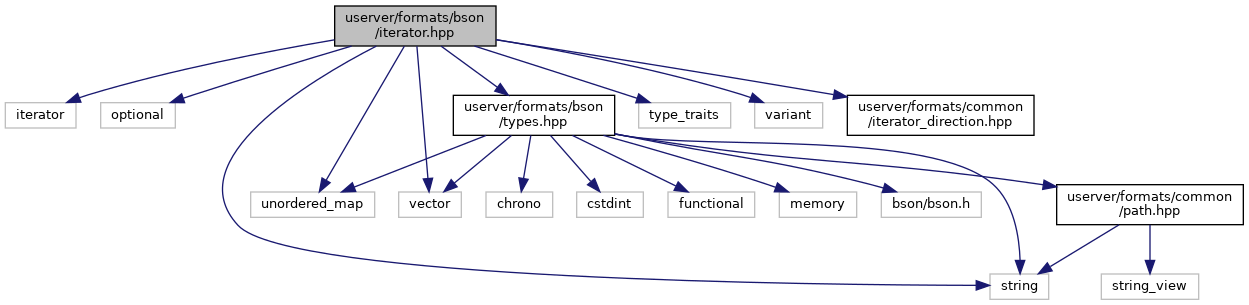 userver/formats/bson
/iterator.hpp
iterator
optional
userver/formats/bson
/types.hpp
type_traits
variant
userver/formats/common
/iterator_direction.hpp
unordered_map
vector
chrono
cstdint
functional
memory
bson/bson.h
userver/formats/common
/path.hpp
string
string_view